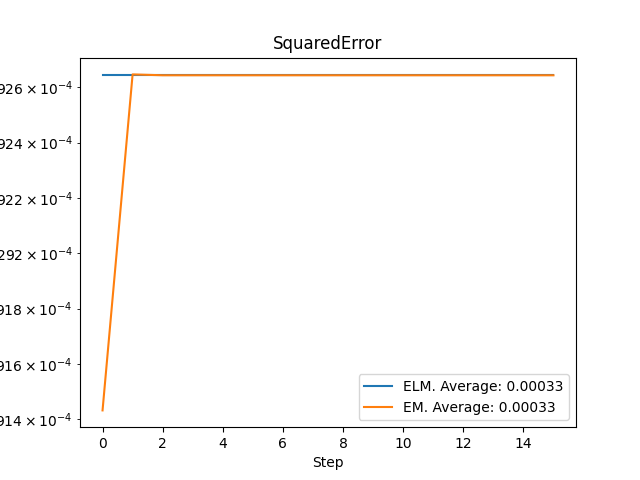 SquaredError
926 × 10⁻⁴
924 × 10⁻⁴
922 × 10⁻⁴
292 × 10⁻⁴
918 × 10⁻⁴
916 × 10⁻⁴
914 × 10⁻⁴
ELM. Average: 0.00033
EM. Average: 0.00033
0 2 4 6 8 10 12 14
Step